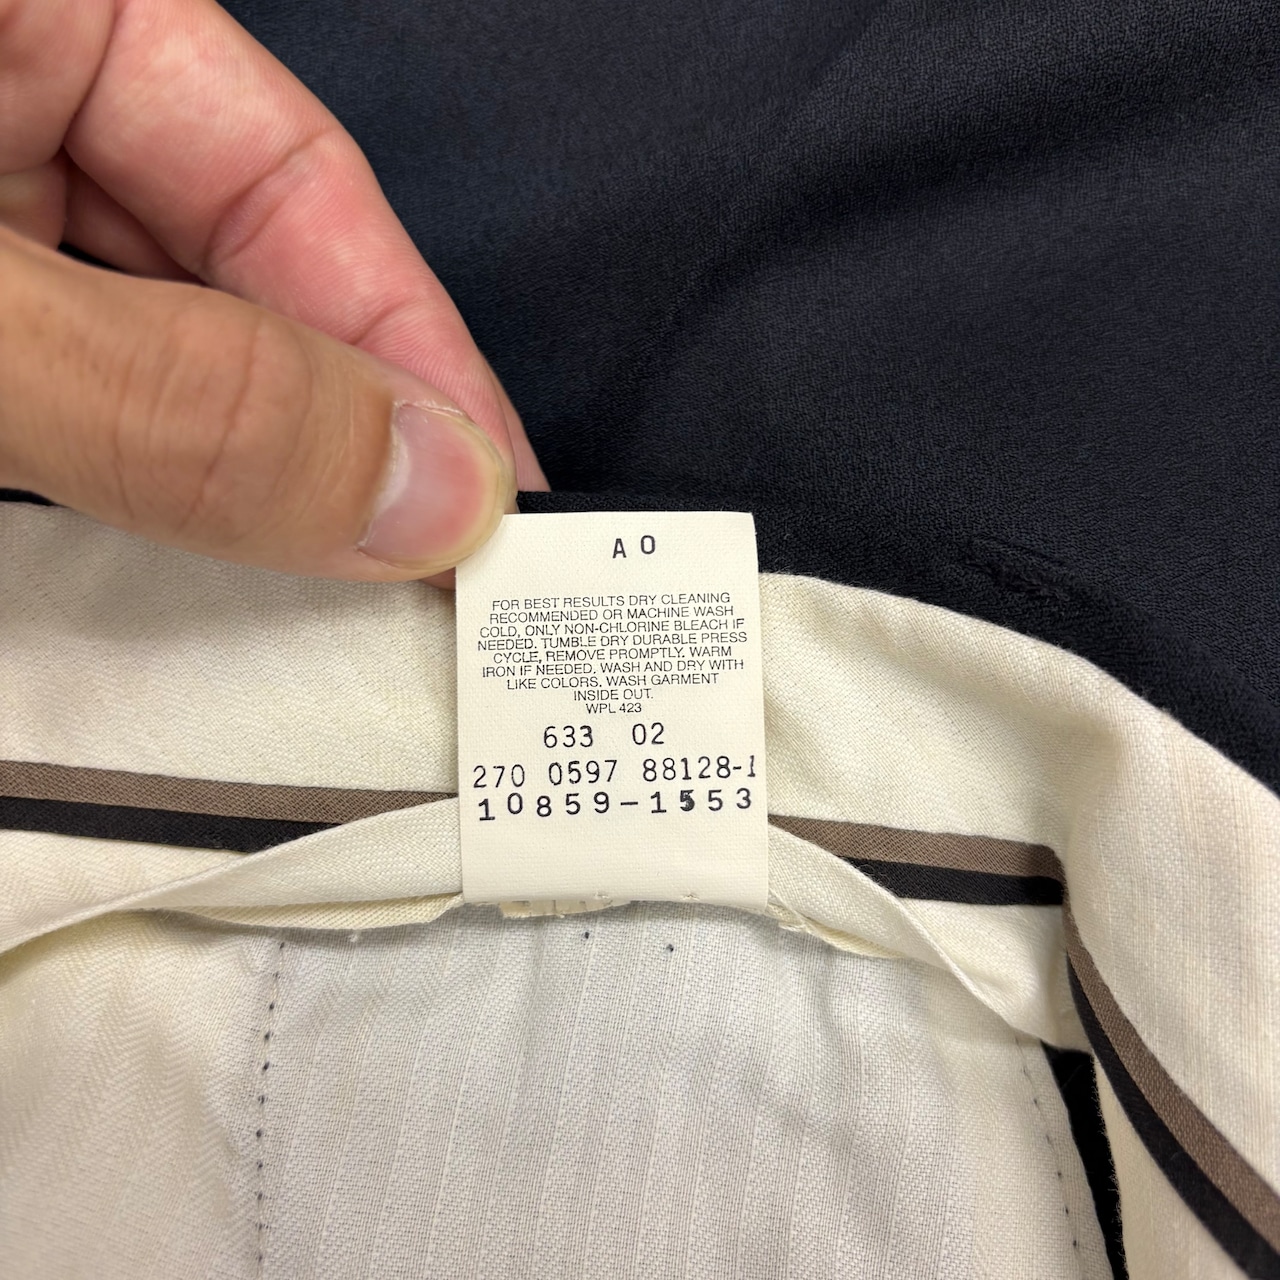 A O
FOR BEST RESULTS DRY CLEANING
RECOMMENDED OR MACHINE WASH
COLD, ONLY NON-CHLORINE BLEACH IF
NEEDED. TUMBLE DRY DURABLE PRESS
CYCLE, REMOVE PROMPTLY. WARM
IRON IF NEEDED. WASH AND DRY WITH
LIKE COLORS. WASH GARMENT
INSIDE OUT.
WPL 423
633 02
270 0597 88128-1
10859-1553